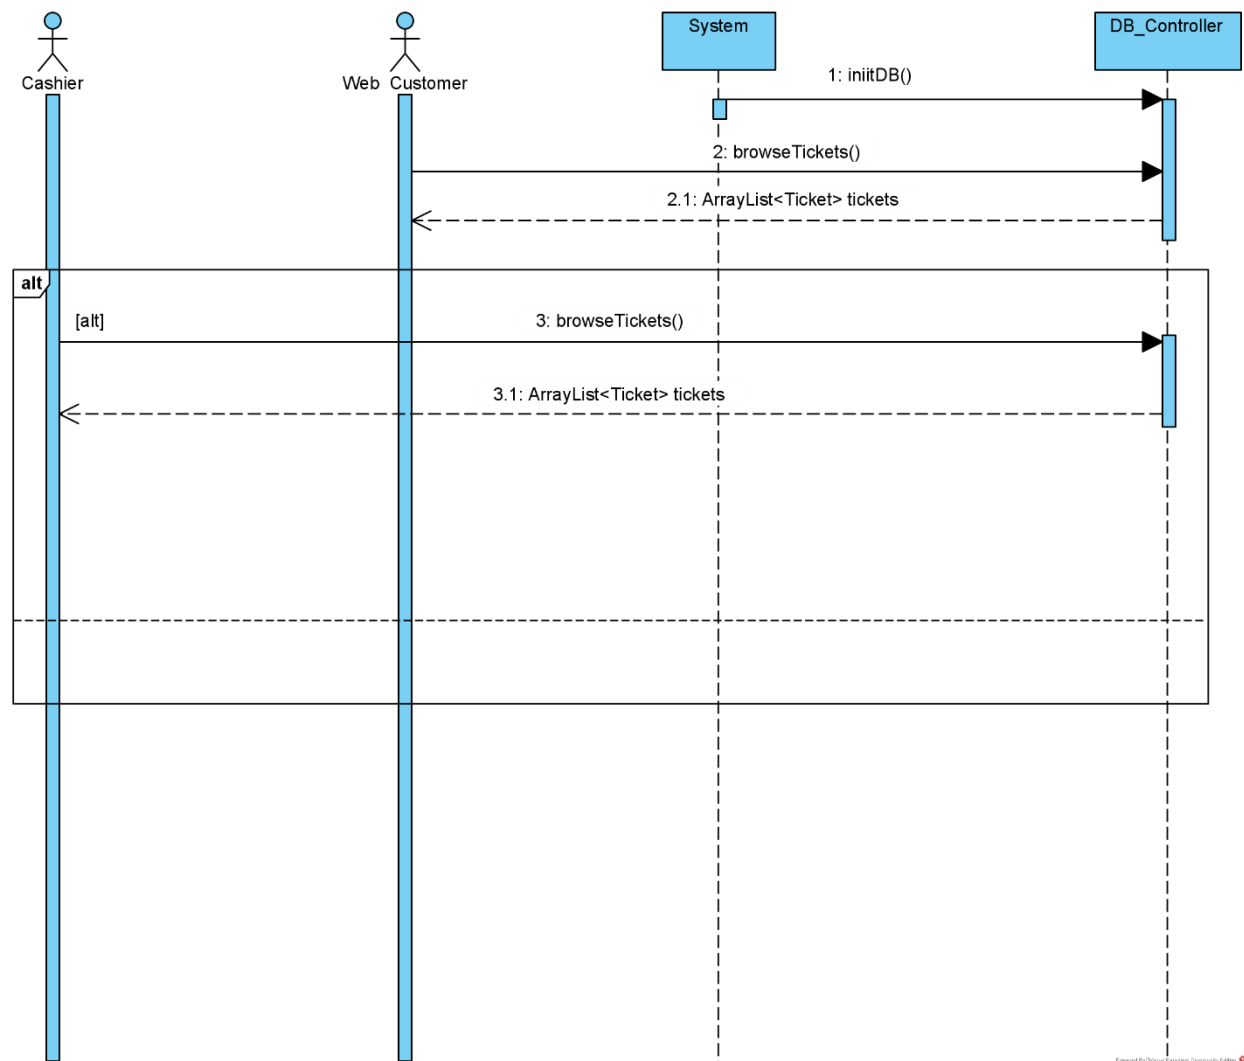 System
DB_Controller
Cashier
Web Customer
1: iniitDB()
2: browseTickets()
2.1: ArrayList<Ticket> tickets
alt
[alt]
3: browseTickets()
3.1: ArrayList<Ticket> tickets